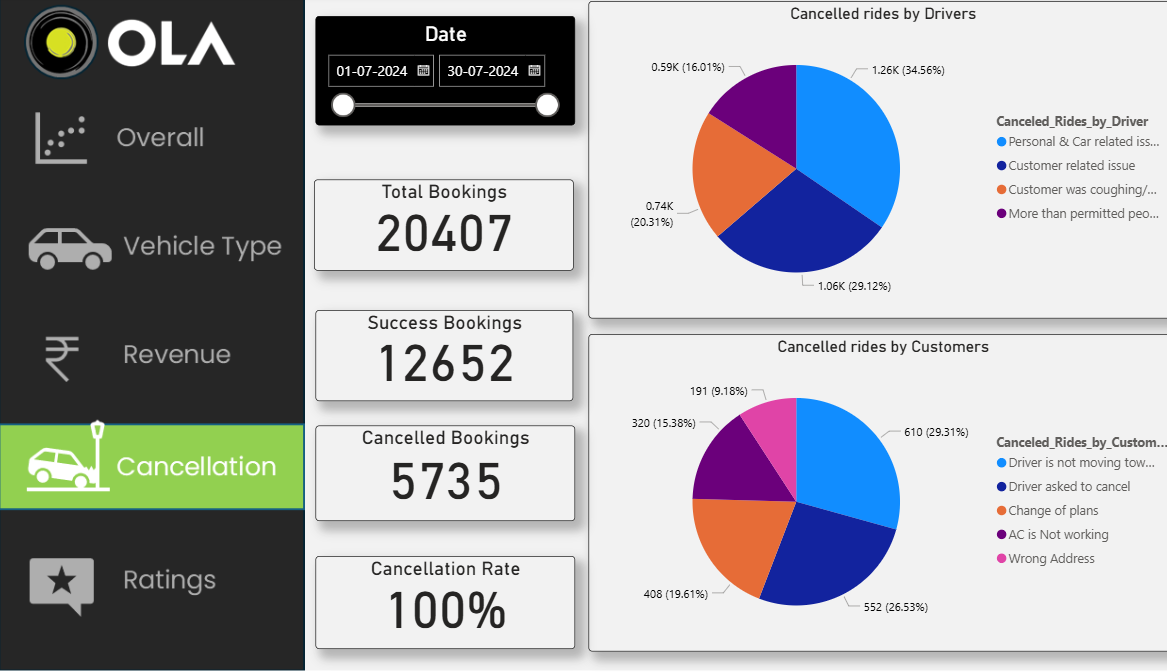 OLA
Overall
Vehicle Type
Revenue
Cancellation
Ratings
Date
01-07-2024
30-07-2024
Total Bookings
20407
Success Bookings
12652
Cancelled Bookings
5735
Cancellation Rate
100%
Cancelled rides by Drivers
0.59K (16.01%)
1.26K (34.56%)
0.74K
(20.31%)
1.06K (29.12%)
Canceled_Rides_by_Driver
Personal & Car related iss...
Customer related issue
Customer was coughing/...
More than permitted peo...
Cancelled rides by Customers
191 (9.18%)
320 (15.38%)
610 (29.31%)
408 (19.61%)
552 (26.53%)
Canceled_Rides_by_Custom...
Driver is not moving tow...
Driver asked to cancel
Change of plans
AC is Not working
Wrong Address